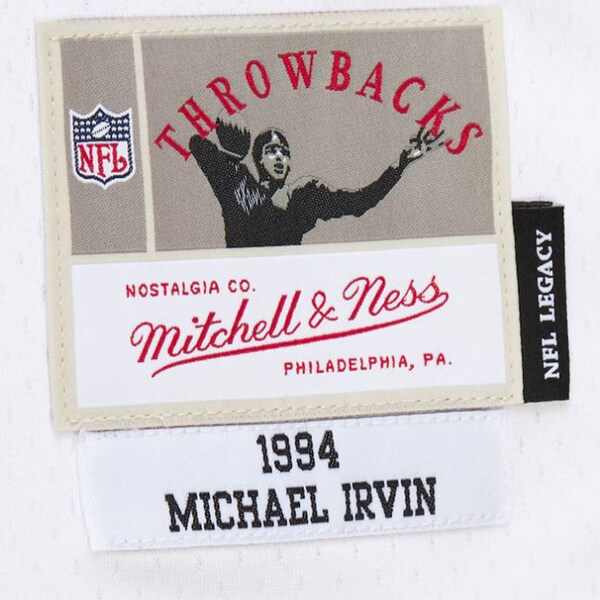 THROWBACKS
NFL
NOSTALGIA CO.
Mitchell & Ness
PHILADELPHIA, PA.
NFL LEGACY
1994
MICHAEL IRVIN